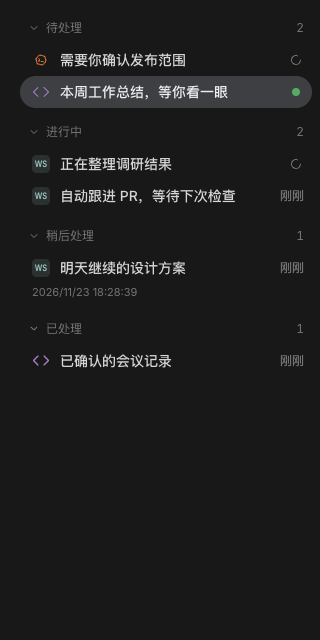 待处理 2
需要你确认发布范围
本周工作总结，等你看一眼
进行中 2
WS 正在整理调研结果
WS 自动跟进 PR，等待下次检查 刚刚
稍后处理 1
WS 明天继续的设计方案 刚刚
2026/11/23 18:28:39
已处理 1
已确认的会议记录 刚刚